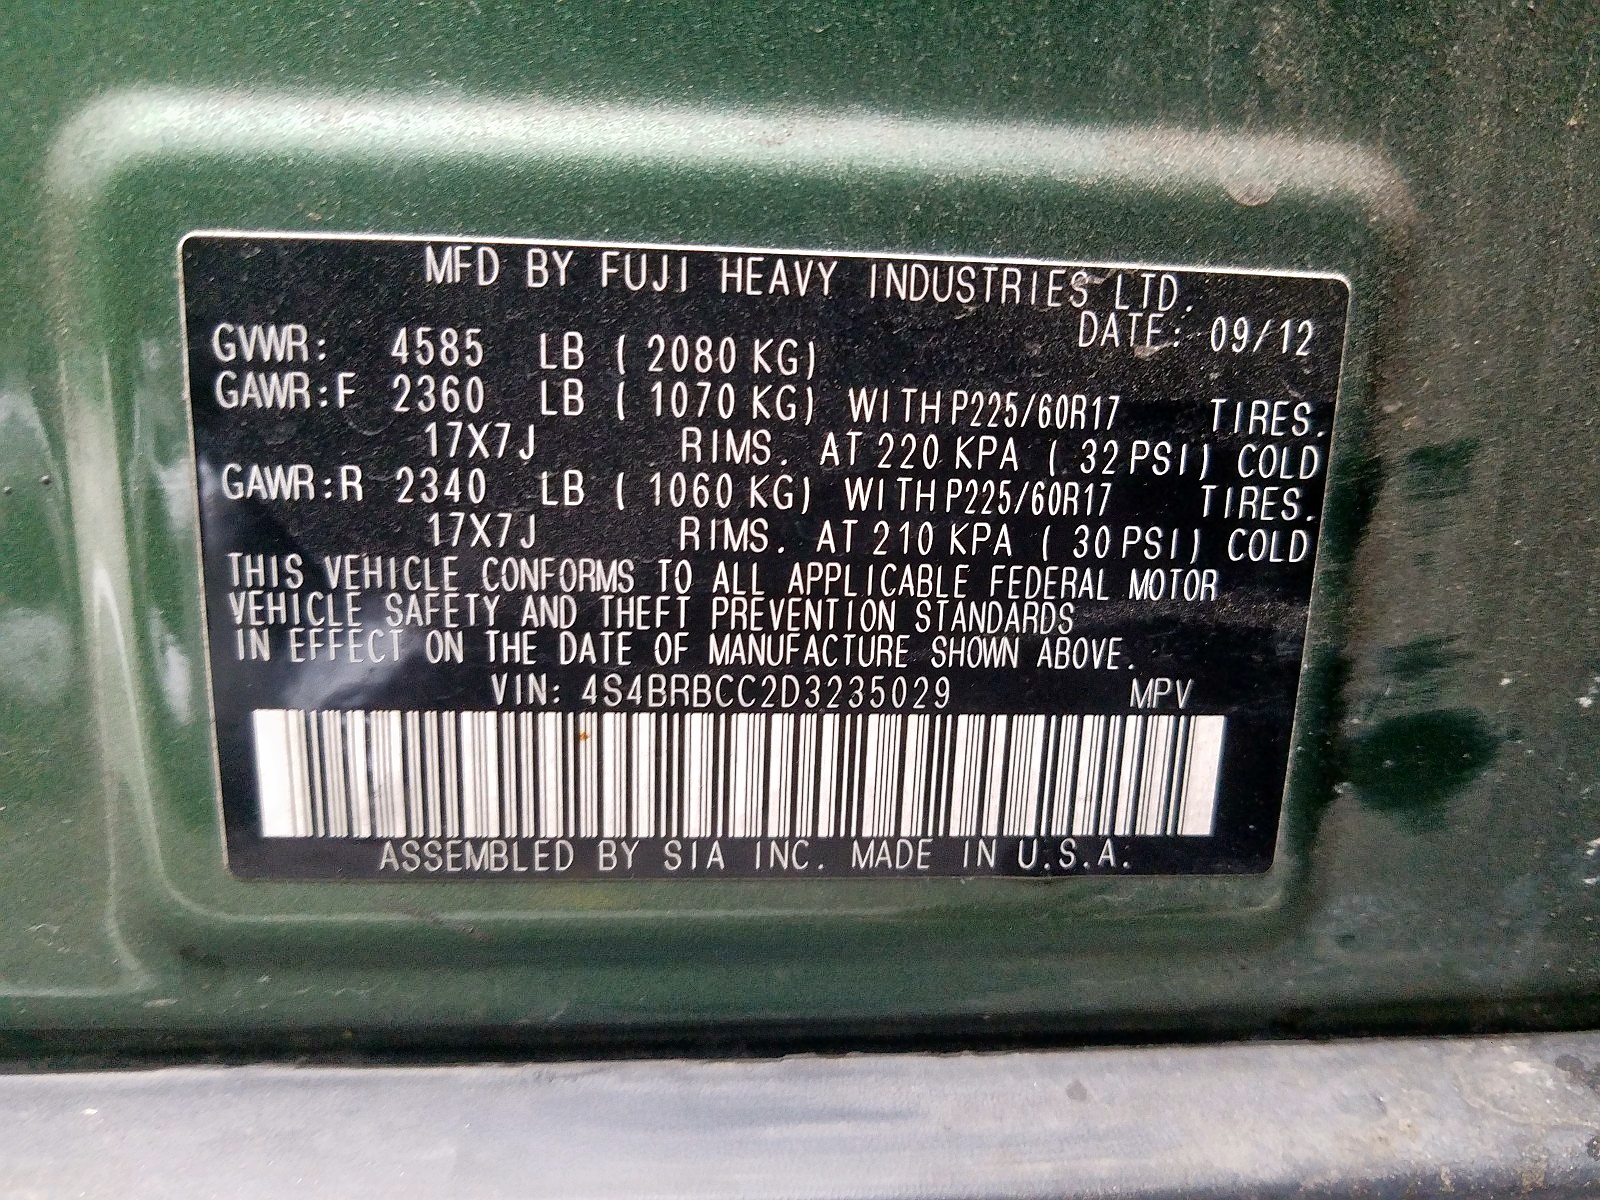 MFD BY FUJI HEAVY INDUSTRIES LTD.
DATE: 09/12
GVWR: 4585 LB ( 2080 KG)
GAWR:F 2360 LB ( 1070 KG) WITH P225/60R17 TIRES.
17X7J RIMS. AT 220 KPA ( 32 PSI) COLD
GAWR:R 2340 LB ( 1060 KG) WITH P225/60R17 TIRES.
17X7J RIMS. AT 210 KPA ( 30 PSI) COLD
THIS VEHICLE CONFORMS TO ALL APPLICABLE FEDERAL MOTOR
VEHICLE SAFETY AND THEFT PREVENTION STANDARDS
IN EFFECT ON THE DATE OF MANUFACTURE SHOWN ABOVE.
VIN: 4S4BRBCC2D3235029 MPV
ASSEMBLED BY SIA INC. MADE IN U.S.A.